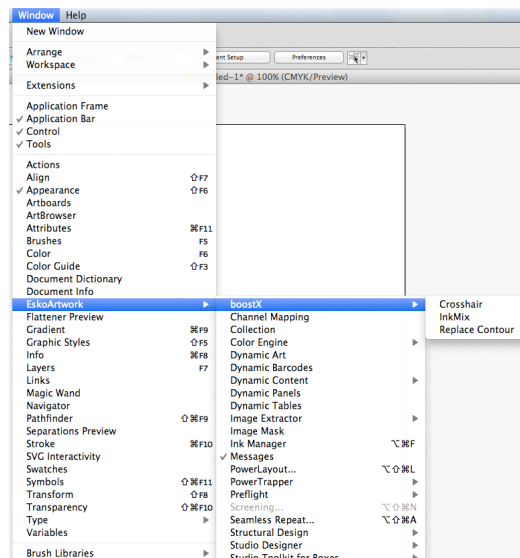 Window Help
New Window
Arrange
Workspace
ent Setup
Preferences
Extensions
led-1* @ 100% (CMYK/Preview)
Application Frame
✓ Application Bar
✓ Control
✓ Tools
Actions
Align ⇧F7
✓ Appearance ⇧F6
Artboards
ArtBrowser
Attributes ⌘F11
Brushes F5
Color F6
Color Guide ⇧F3
Document Dictionary
Document Info
EskoArtwork
Flattener Preview
Gradient ⌘F9
Graphic Styles ⇧F5
Info ⌘F8
Layers F7
Links
Magic Wand
Navigator
Pathfinder ⇧⌘F9
Separations Preview
Stroke ⌘F10
SVG Interactivity
Swatches
Symbols ⇧⌘F11
Transform ⇧F8
Transparency ⇧⌘F10
Type
Variables
Brush Libraries
boostX
Channel Mapping
Collection
Color Engine
Dynamic Art
Dynamic Barcodes
Dynamic Content
Dynamic Panels
Dynamic Tables
Image Extractor
Image Mask
Ink Manager ⌥⌘F
✓ Messages
PowerLayout... ⌥⇧⌘L
PowerTrapper
Preflight
Screening... ⌥⇧⌘N
Seamless Repeat... ⌥⇧⌘A
Structural Design
Studio Designer
Studio Toolkit for Boxes
Crosshair
InkMix
Replace Contour